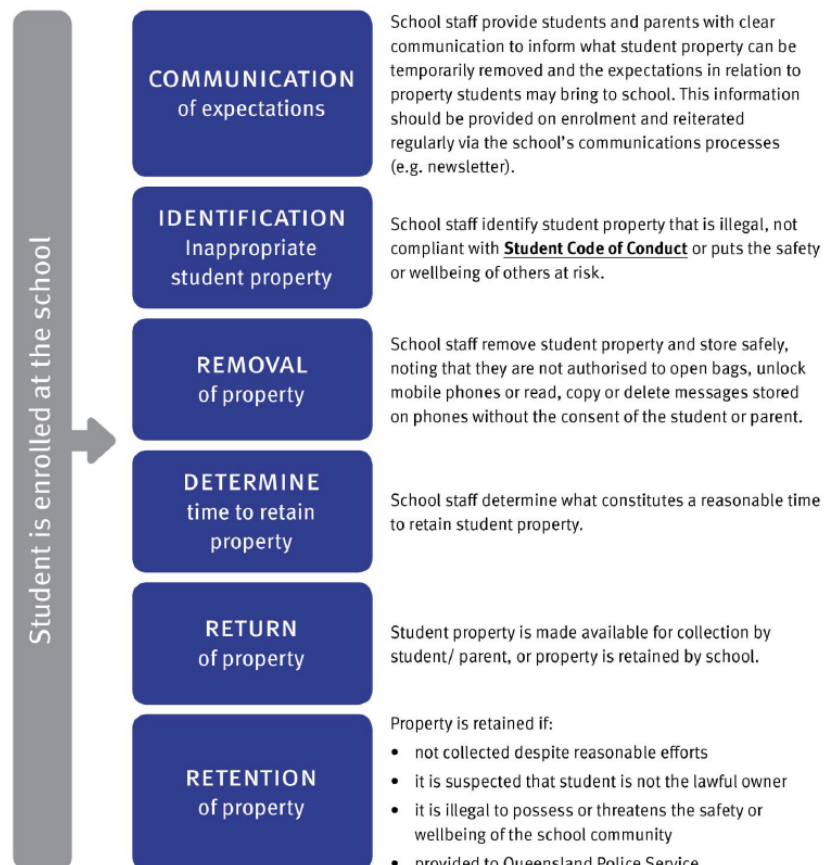 Student is enrolled at the school
COMMUNICATION
of expectations
School staff provide students and parents with clear
communication to inform what student property can be
temporarily removed and the expectations in relation to
property students may bring to school. This information
should be provided on enrolment and reiterated
regularly via the school's communications processes
(e.g. newsletter).
IDENTIFICATION
Inappropriate
student property
School staff identify student property that is illegal, not
compliant with Student Code of Conduct or puts the safety
or wellbeing of others at risk.
REMOVAL
of property
School staff remove student property and store safely,
noting that they are not authorised to open bags, unlock
mobile phones or read, copy or delete messages stored
on phones without the consent of the student or parent.
DETERMINE
time to retain
property
School staff determine what constitutes a reasonable time
to retain student property.
RETURN
of property
Student property is made available for collection by
student/ parent, or property is retained by school.
RETENTION
of property
Property is retained if:
• not collected despite reasonable efforts
• it is suspected that student is not the lawful owner
• it is illegal to possess or threatens the safety or
wellbeing of the school community
• provided to Queensland Police Service